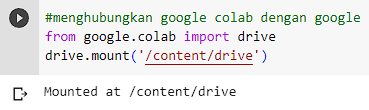 #menghubungkan google colab dengan google
from google.colab import drive
drive.mount('/content/drive')
Mounted at /content/drive